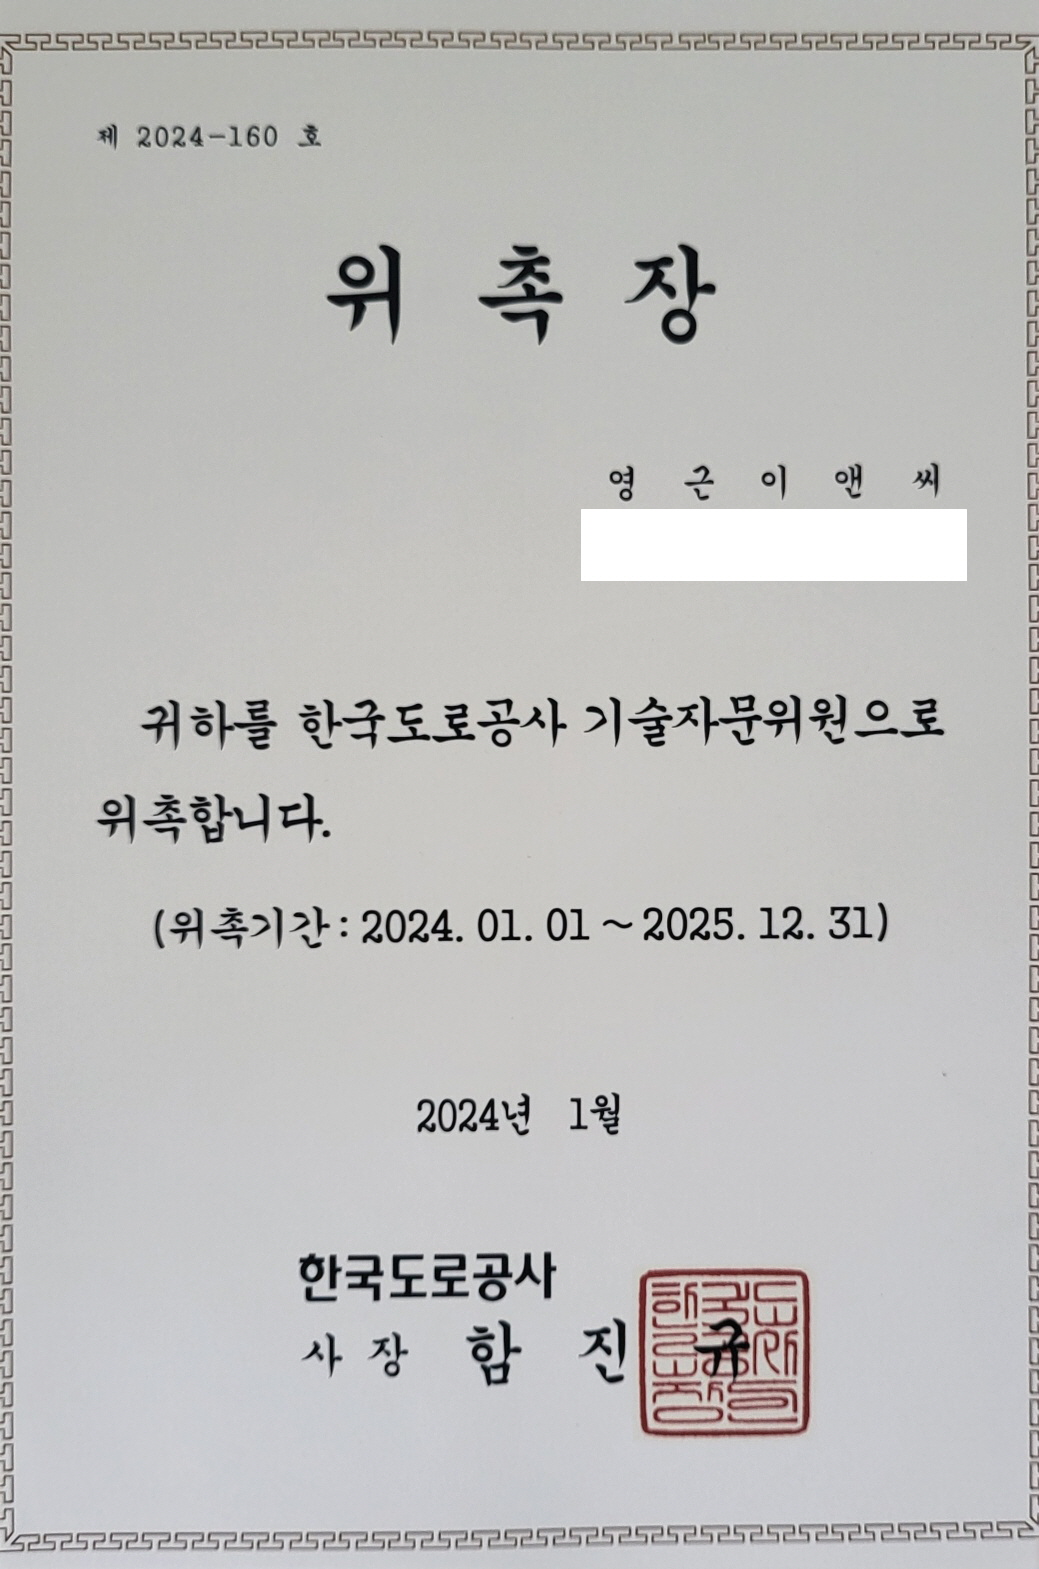 제 2024-160 호
위 촉 장
영 근 이 앤 씨
귀하를 한국도로공사 기술자문위원으로
위촉합니다.
(위촉기간 : 2024. 01. 01 ~ 2025. 12. 31)
2024년 1월
한국도로공사
사 장 함 진 규